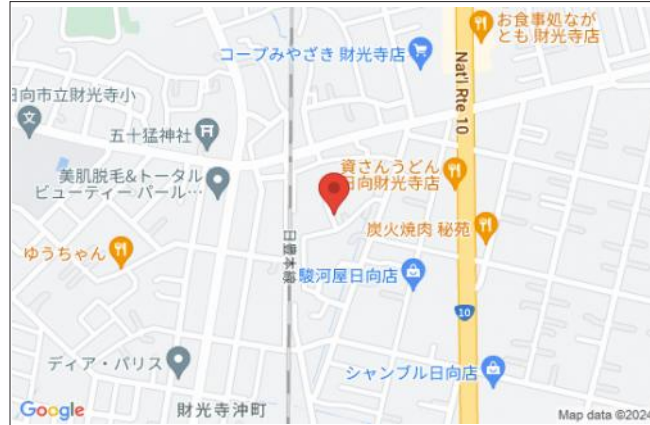 お食事処なが
とも 財光寺店
コープみやざき 財光寺店
Nat'l Rte 10
日向市立財光寺小
五十猛神社
美肌脱毛&トータル
ビューティー パール…
資さんうどん
日向財光寺店
炭火焼肉 秘苑
ゆうちゃん
日豊本線
駿河屋日向店
10
ディア・パリス
シャンブル日向店
財光寺沖町
Google
Map data ©2024